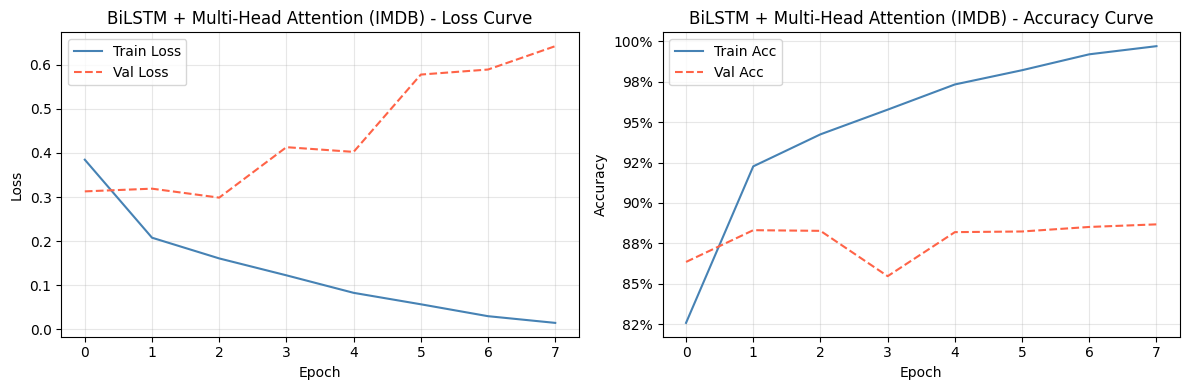 BiLSTM + Multi-Head Attention (IMDB) - Loss Curve
Train Loss
Val Loss
Loss
0.6
0.5
0.4
0.3
0.2
0.1
0.0
0 1 2 3 4 5 6 7
Epoch
BiLSTM + Multi-Head Attention (IMDB) - Accuracy Curve
Train Acc
Val Acc
Accuracy
100%
98%
95%
92%
90%
88%
85%
82%
0 1 2 3 4 5 6 7
Epoch